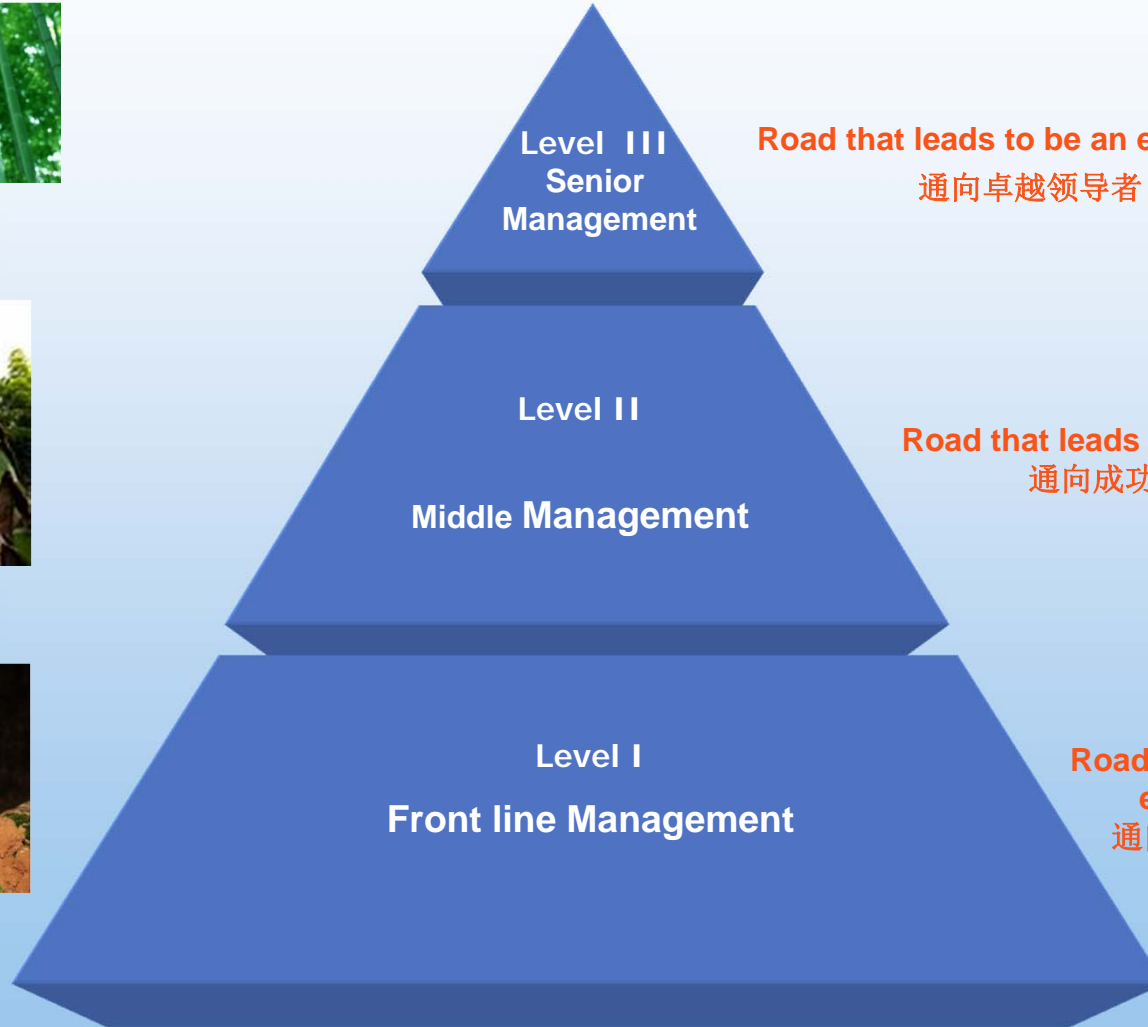 Level III
Senior
Management
Road that leads to be an
通向卓越领导者
Level II
Middle Management
Road that leads
通向成功
Level I
Front line Management
Road